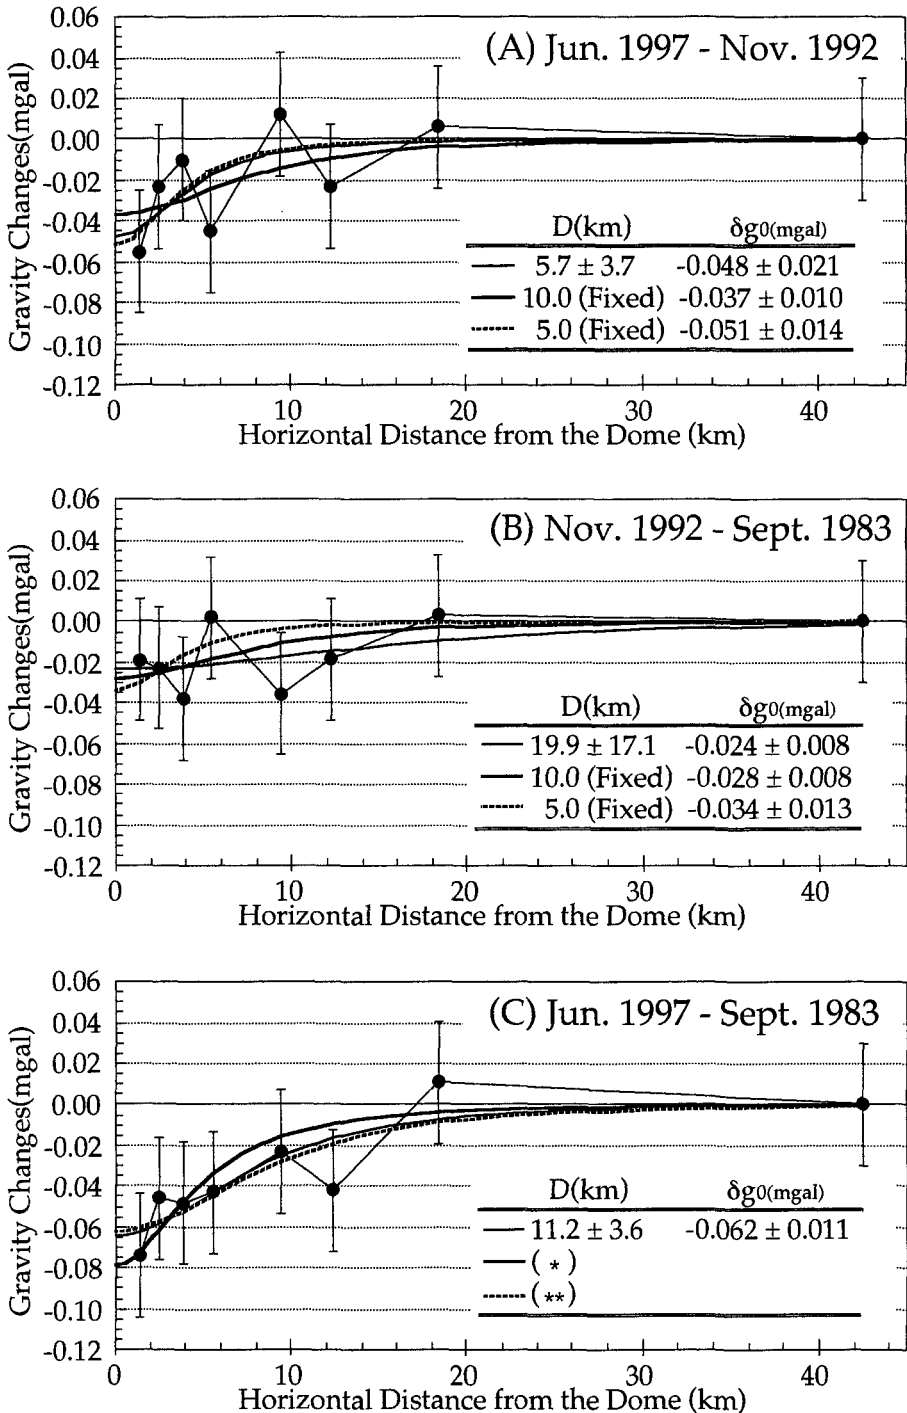 (A) Jun. 1997 - Nov. 1992
Gravity Changes(mgal)
0.06
0.04
0.02
0.00
-0.02
-0.04
-0.06
-0.08
-0.10
-0.12
D(km) δg0(mgal)
5.7 ± 3.7 -0.048 ± 0.021
10.0 (Fixed) -0.037 ± 0.010
5.0 (Fixed) -0.051 ± 0.014
0 10 20 30 40
Horizontal Distance from the Dome (km)
(B) Nov. 1992 - Sept. 1983
Gravity Changes(mgal)
0.06
0.04
0.02
0.00
-0.02
-0.04
-0.06
-0.08
-0.10
-0.12
D(km) δg0(mgal)
19.9 ± 17.1 -0.024 ± 0.008
10.0 (Fixed) -0.028 ± 0.008
5.0 (Fixed) -0.034 ± 0.013
0 10 20 30 40
Horizontal Distance from the Dome (km)
(C) Jun. 1997 - Sept. 1983
Gravity Changes(mgal)
0.06
0.04
0.02
0.00
-0.02
-0.04
-0.06
-0.08
-0.10
-0.12
D(km) δg0(mgal)
11.2 ± 3.6 -0.062 ± 0.011
( * )
( ** )
0 10 20 30 40
Horizontal Distance from the Dome (km)